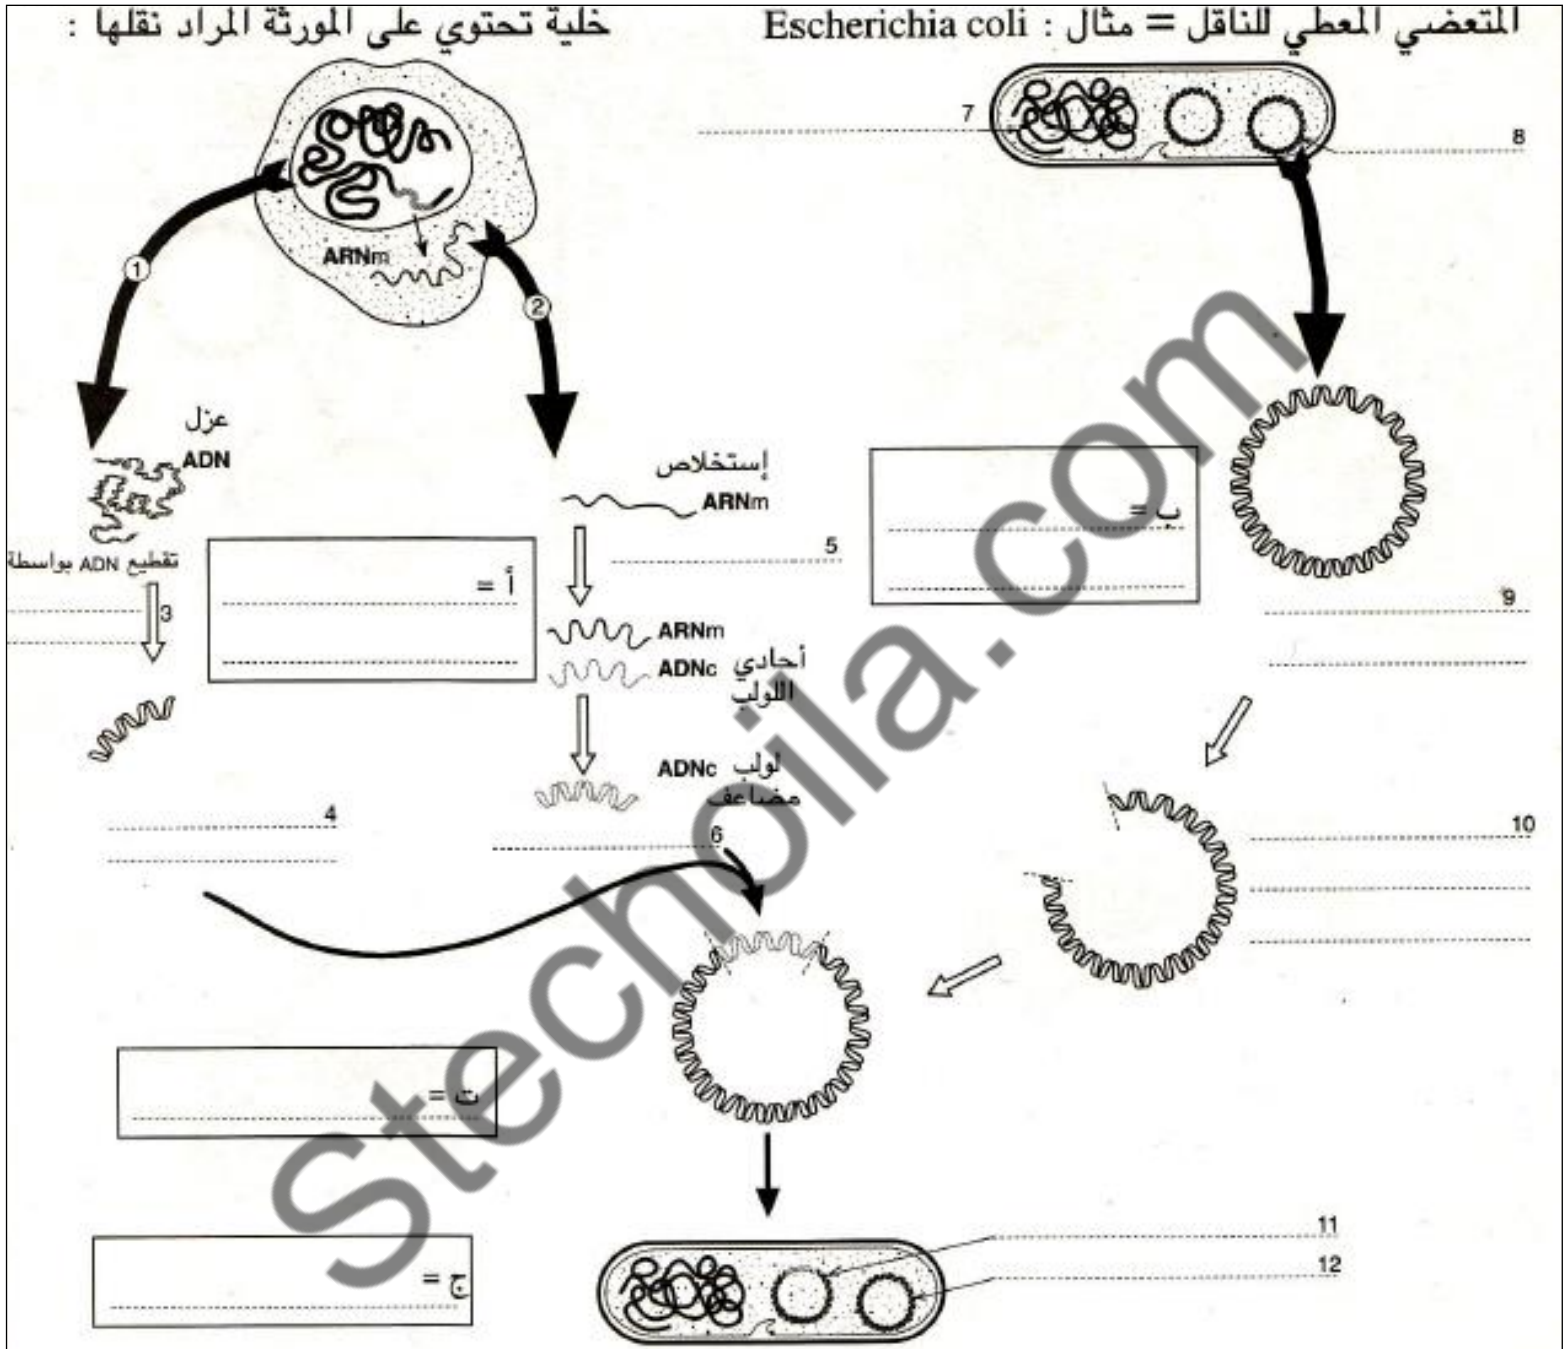 المتعضي المعطي للناقل = مثال : Escherichia coli
خلية تحتوي على المورثة المراد نقلها :
7
8
ARNm
1
2
عزل
ADN
إستخلاص
ARNm
ب =
تقطيع ADN بواسطة
3
أ =
5
ARNm
ADNc أحادي
اللولب
9
ADNc لولب
مضاعف
4
6
10
ت =
ج =
11
12
Stechoila.com